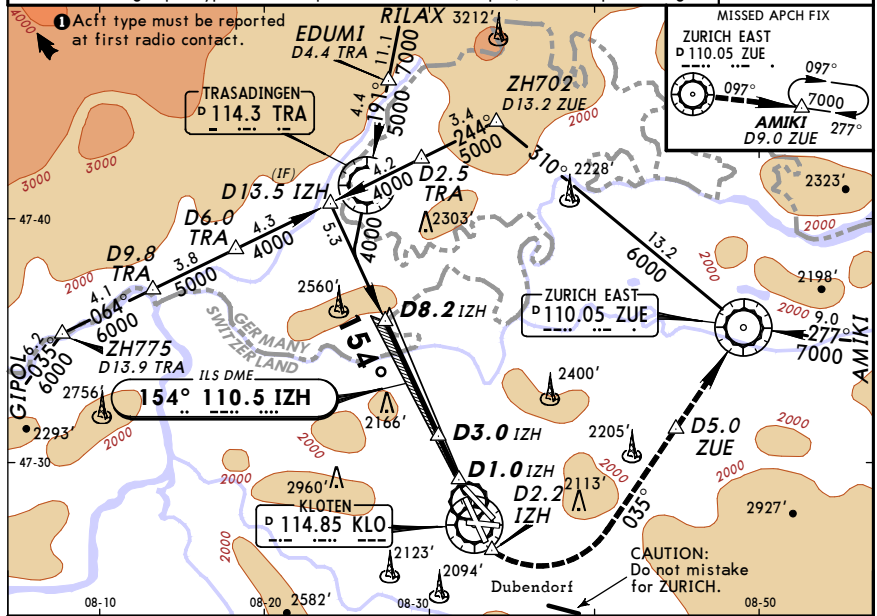 ❶ Acft type must be reported
at first radio contact.
RILAX
3212'
EDUMI
D4.4 TRA
11.1
7000
4.4
191°
5000
TRASADINGEN
D 114.3 TRA
ZH702
D13.2 ZUE
3.4
244°
5000
4.2
4000
D2.5
TRA
310°
2228'
2000
2000
3000
3000
4000
MISSED APCH FIX
ZURICH EAST
D 110.05 ZUE
097°
097°
7000
AMIKI
D9.0 ZUE
277°
(IF)
D13.5 IZH
2323'
47-40
D6.0
TRA
4.3
4000
5.3
4000
2303'
13.2
6000
2000
D9.8
TRA
3.8
5000
2000
2560'
D8.2 IZH
2198'
4.1
064°
6000
GERMANY
SWITZERLAND
154°
ZURICH EAST
D 110.05 ZUE
9.0
277°
7000
AMIKI
GIPOL
6.2
035°
6000
ZH775
D13.9 TRA
ILS DME
154° 110.5 IZH
2756'
2166'
2400'
2293'
2000
D3.0 IZH
2205'
D5.0
ZUE
2000
47-30
2000
D1.0 IZH
2960'
D2.2
IZH
2113'
2000
2000
KLOTEN
D 114.85 KLO
035°
2927'
2123'
2094'
CAUTION:
Do not mistake
for ZURICH.
Dubendorf
08-10
08-20
2582'
08-30
08-50